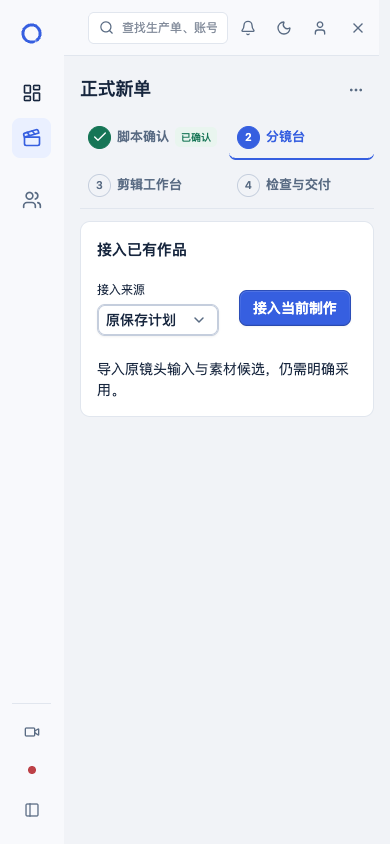 查找生产单、账号
正式新单
脚本确认 已确认
2 分镜台
3 剪辑工作台
4 检查与交付
接入已有作品
接入来源
原保存计划
接入当前制作
导入原镜头输入与素材候选，仍需明确采
用。